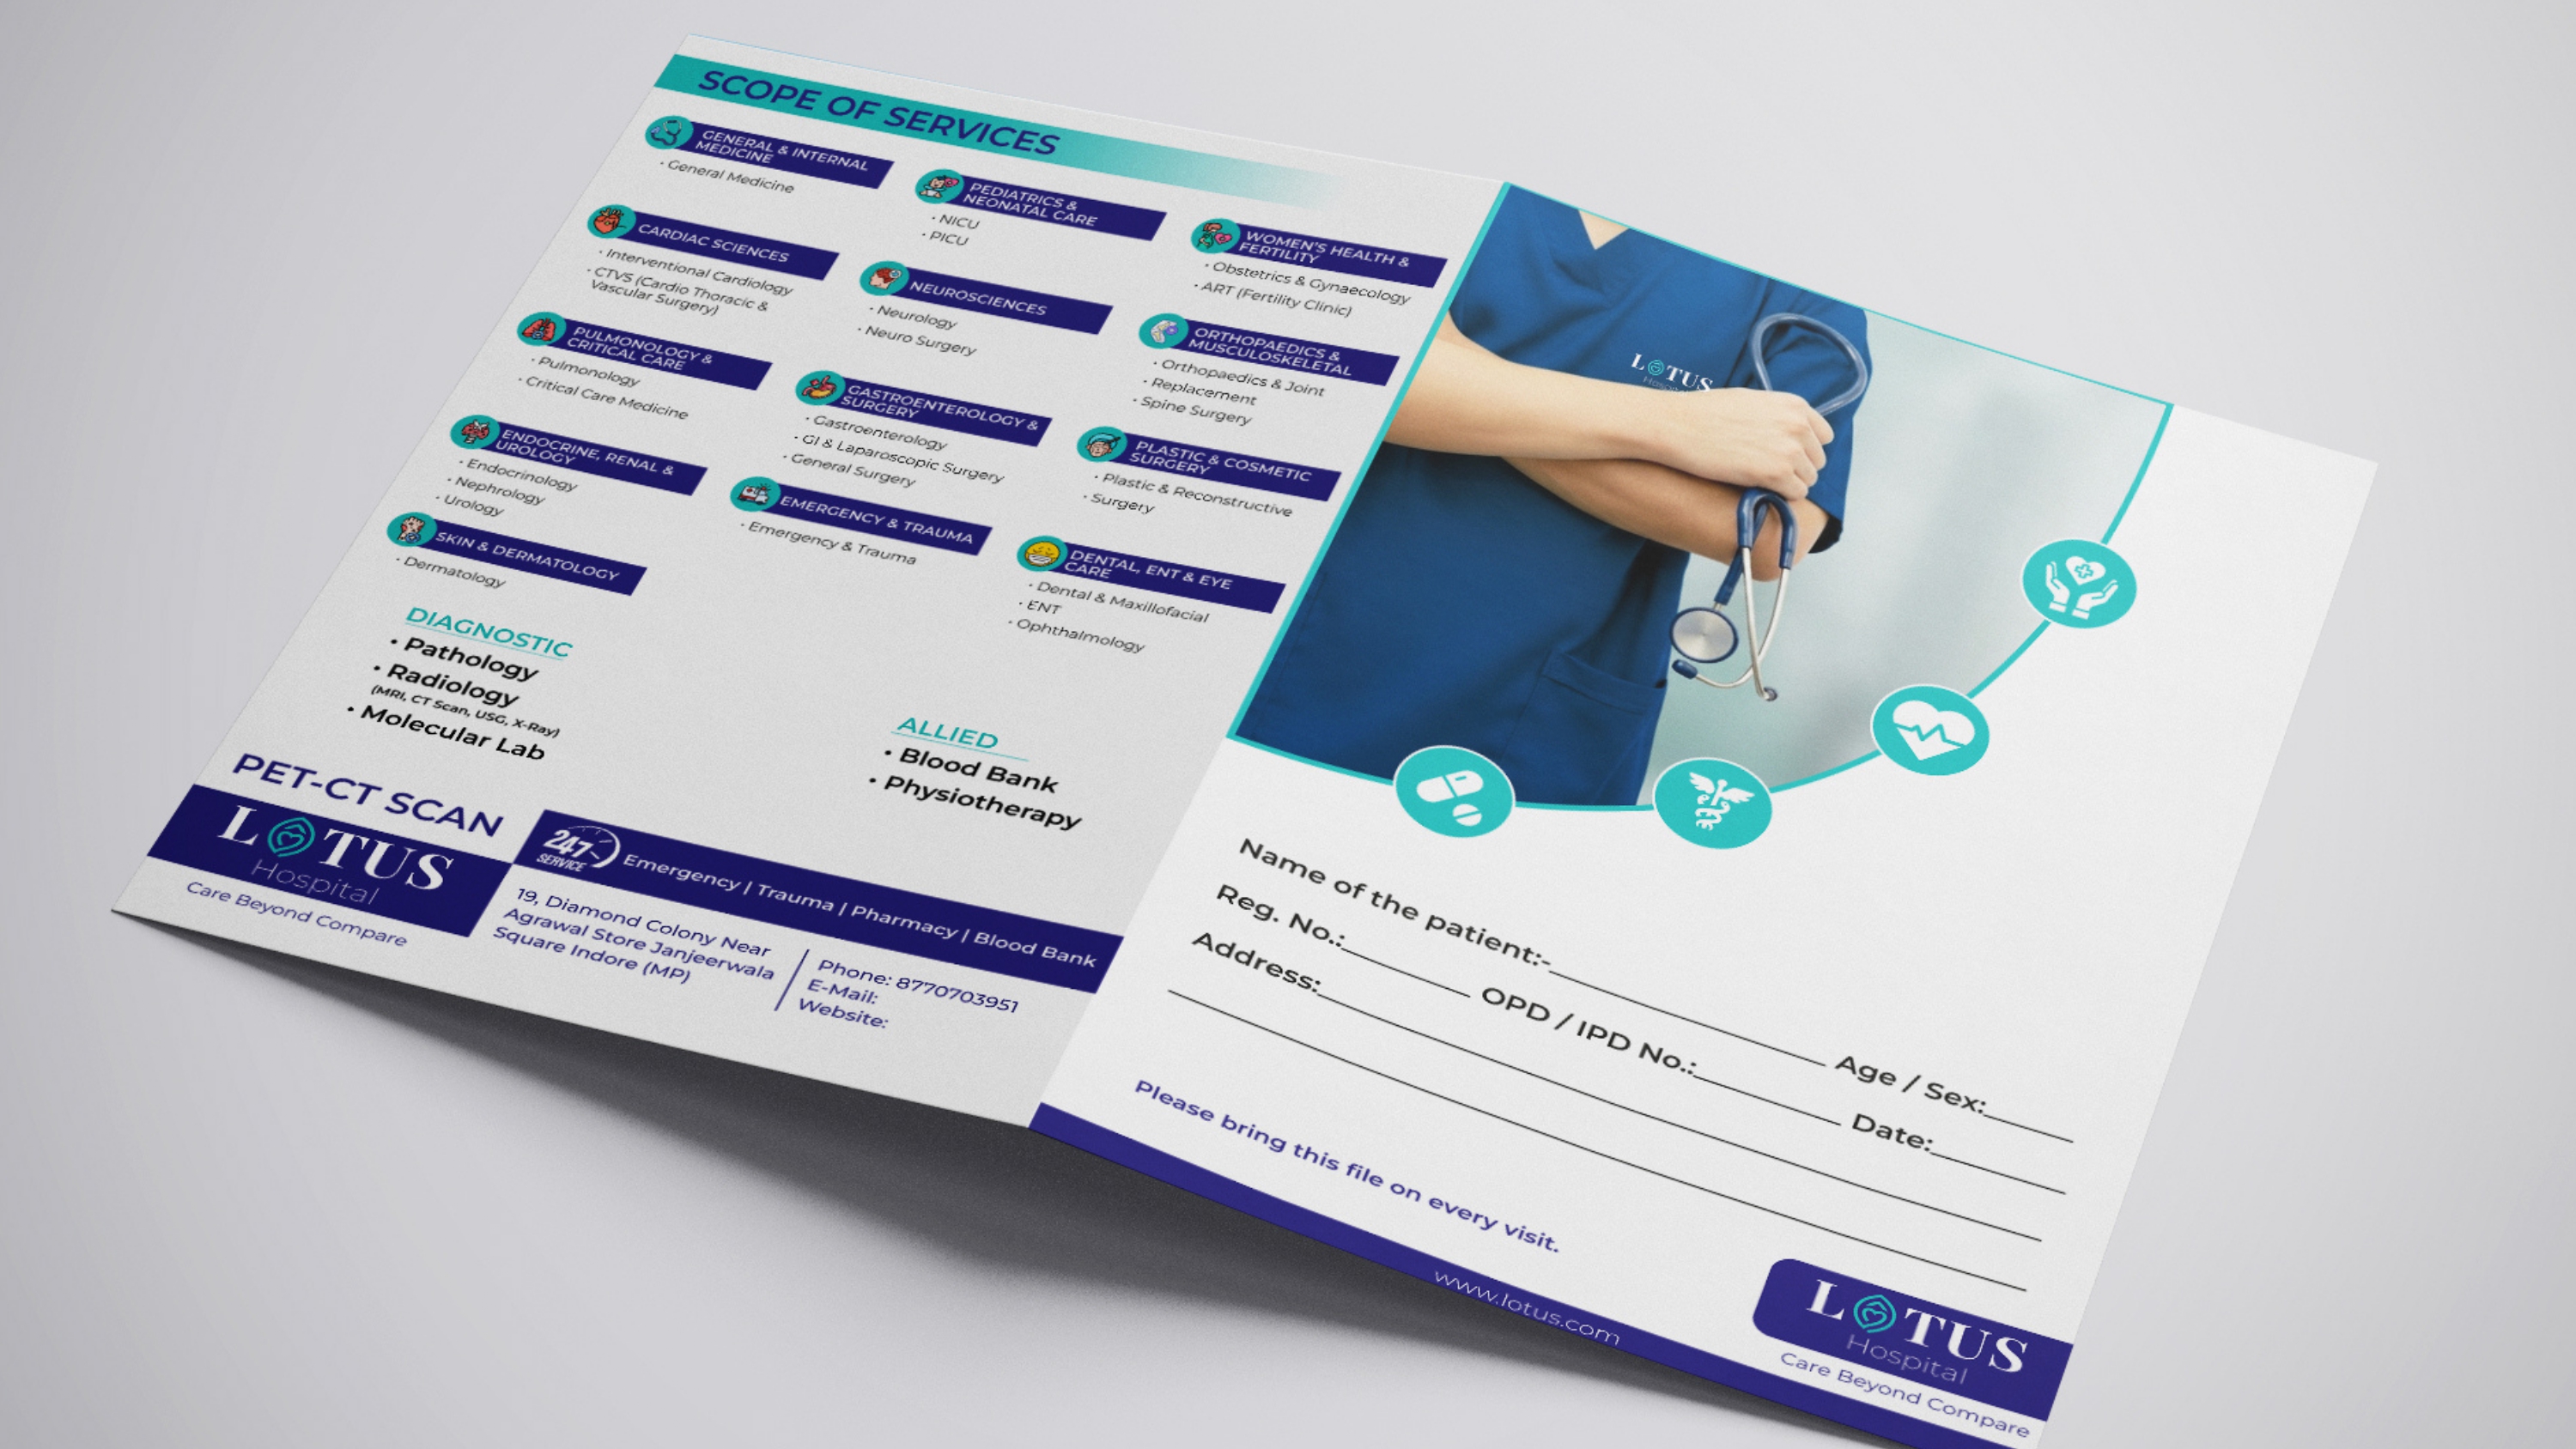 SCOPE OF SERVICES
GENERAL & INTERNAL
MEDICINE
• General Medicine
CARDIAC SCIENCES
• Interventional Cardiology
• CTVS (Cardio Thoracic &
Vascular Surgery)
PULMONOLOGY &
CRITICAL CARE
• Pulmonology
• Critical Care Medicine
ENDOCRINE, RENAL &
UROLOGY
• Endocrinology
• Nephrology
• Urology
SKIN & DERMATOLOGY
• Dermatology
PEDIATRICS &
NEONATAL CARE
• NICU
• PICU
NEUROSCIENCES
• Neurology
• Neuro Surgery
GASTROENTEROLOGY &
SURGERY
• Gastroenterology
• GI & Laparoscopic Surgery
• General Surgery
EMERGENCY & TRAUMA
• Emergency & Trauma
WOMEN'S HEALTH &
FERTILITY
• Obstetrics & Gynaecology
• ART (Fertility Clinic)
ORTHOPAEDICS &
MUSCULOSKELETAL
• Orthopaedics & Joint
• Replacement
• Spine Surgery
PLASTIC & COSMETIC
SURGERY
• Plastic & Reconstructive
• Surgery
DENTAL, ENT & EYE
CARE
• Dental & Maxillofacial
• ENT
• Ophthalmology
DIAGNOSTIC
• Pathology
• Radiology
(MRI, CT Scan, USG, X-Ray)
• Molecular Lab
ALLIED
• Blood Bank
• Physiotherapy
PET-CT SCAN
LOTUS
Hospital
Care Beyond Compare
24/7
SERVICE
Emergency | Trauma | Pharmacy | Blood Bank
19, Diamond Colony Near
Agrawal Store Janjeerwala
Square Indore (MP)
Phone: 8770703951
E-Mail:
Website:
LOTUS
Name of the patient:-____ Age / Sex:____
Reg. No.:____ OPD / IPD No.:____ Date:____
Address:____
Please bring this file on every visit.
www.lotus.com
LOTUS
Hospital
Care Beyond Compare